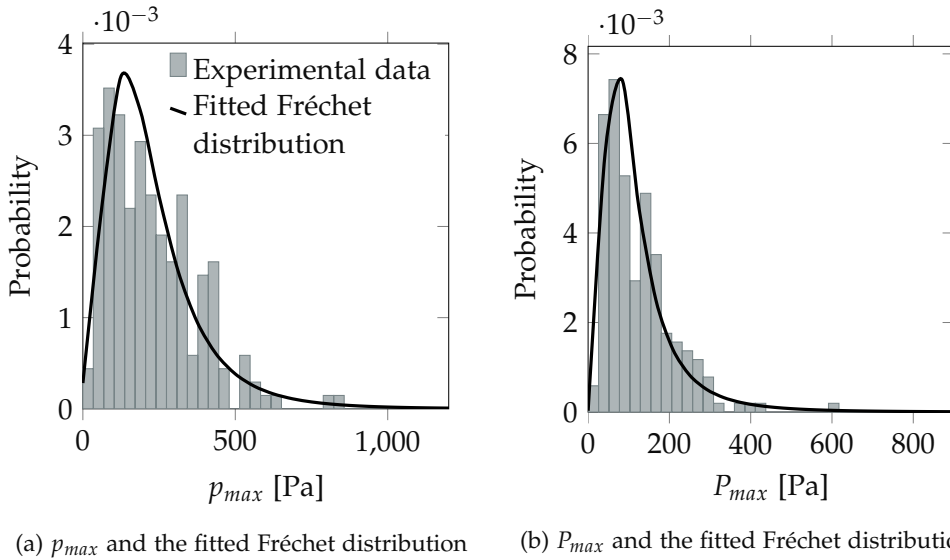 ·10⁻³
4
3
2
1
0
Probability
Experimental data
Fitted Fréchet
distribution
0 500 1,000
p_max [Pa]
(a) p_max and the fitted Fréchet distribution
·10⁻³
8
6
4
2
0
Probability
0 200 400 600 800
P_max [Pa]
(b) P_max and the fitted Fréchet distributio